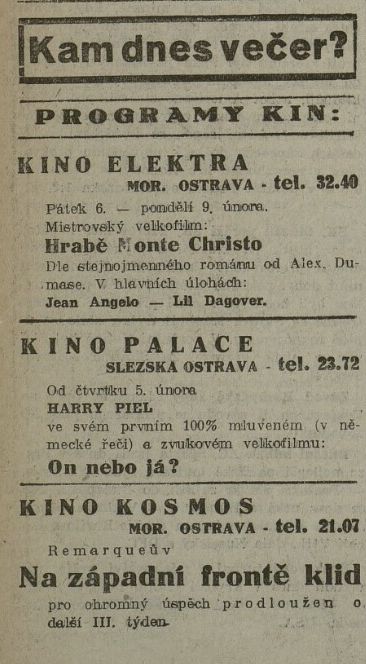 Kam dnes večer?
PROGRAMY KIN:
KINO ELEKTRA
MOR. OSTRAVA - tel. 32.40
Pátek 6. — pondělí 9. února.
Mistrovský velkofilm:
Hrabě Monte Christo
Dle stejnojmenného románu od Alex. Du-
mase. V hlavních úlohách:
Jean Angelo — Lil Dagover.
KINO PALACE
SLEZSKA OSTRAVA - tel. 23.72
Od čtvrtku 5. února
HARRY PIEL
ve svém prvním 100% mluveném (v ně-
mecké řeči) a zvukovém velkofilmu:
On nebo já?
KINO KOSMOS
MOR. OSTRAVA - tel. 21.07
Remarqueův
Na západní frontě klid
pro ohromný úspěch prodloužen o
další III. týden.